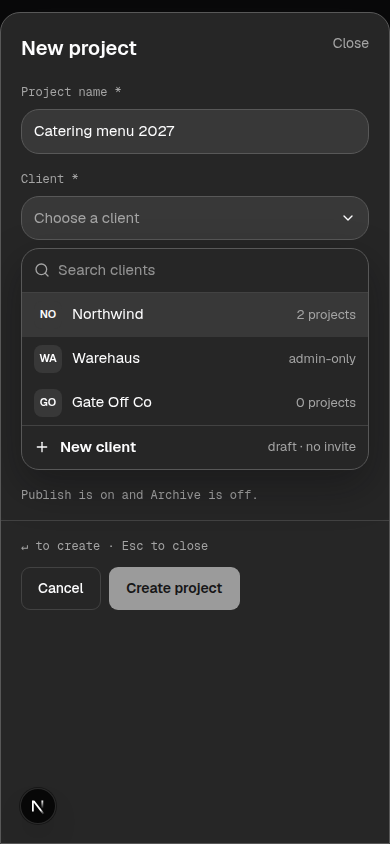 New project
Close
Project name *
Catering menu 2027
Client *
Choose a client
Search clients
NO Northwind 2 projects
WA Warehaus admin-only
GO Gate Off Co 0 projects
+ New client draft · no invite
Publish is on and Archive is off.
↵ to create · Esc to close
Cancel
Create project
N